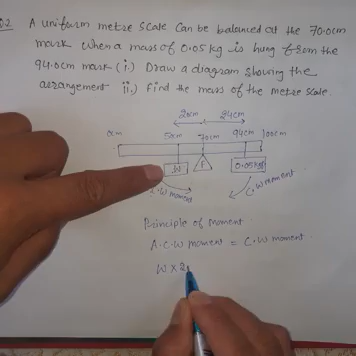 Q.2 A uniform metre scale can be balanced at the 70.0cm
mark when a mass of 0.05 kg is hung from the
94.0cm mark (i.) Draw a diagram showing the
arrangement ii.) Find the mass of the metre scale.
20cm 24cm
0cm 50cm 70cm 94cm 100cm
W F 0.05kg
C.W moment C.W moment
Principle of Moment
A.C.W moment = C.W moment
W × 2